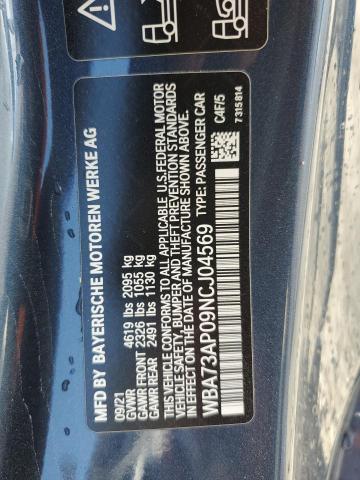 MFD BY BAYERISCHE MOTOREN WERKE AG
09/21
GVWR 4619 lbs 2095 kg
GAWR FRONT 2326 lbs 1055 kg
GAWR REAR 2491 lbs 1130 kg
THIS VEHICLE CONFORMS TO ALL APPLICABLE U.S.FEDERAL MOTOR
VEHICLE SAFETY, BUMPER AND THEFT PREVENTION STANDARDS
IN EFFECT ON THE DATE OF MANUFACTURE SHOWN ABOVE.
WBA73AP09NCJ04569 TYPE: PASSENGER CAR
C4F/5
7 315 814